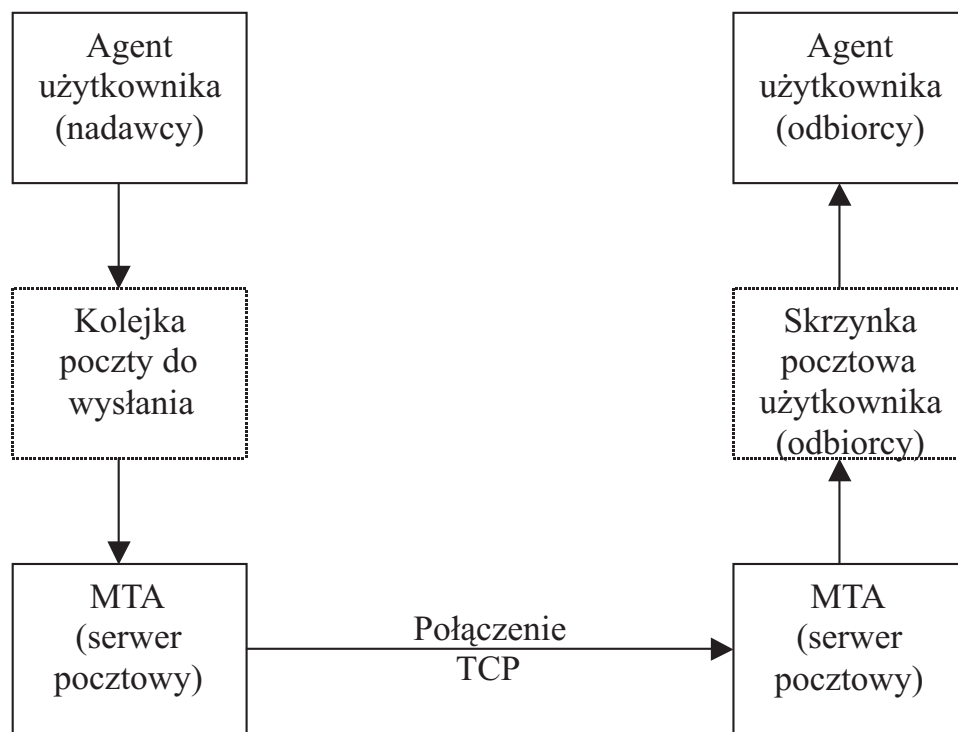 Agent
użytkownika
(nadawcy)
Agent
użytkownika
(odbiorcy)
Kolejka
poczty do
wysłania
Skrzynka
pocztowa
użytkownika
(odbiorcy)
MTA
(serwer
pocztowy)
Połączenie
TCP
MTA
(serwer
pocztowy)